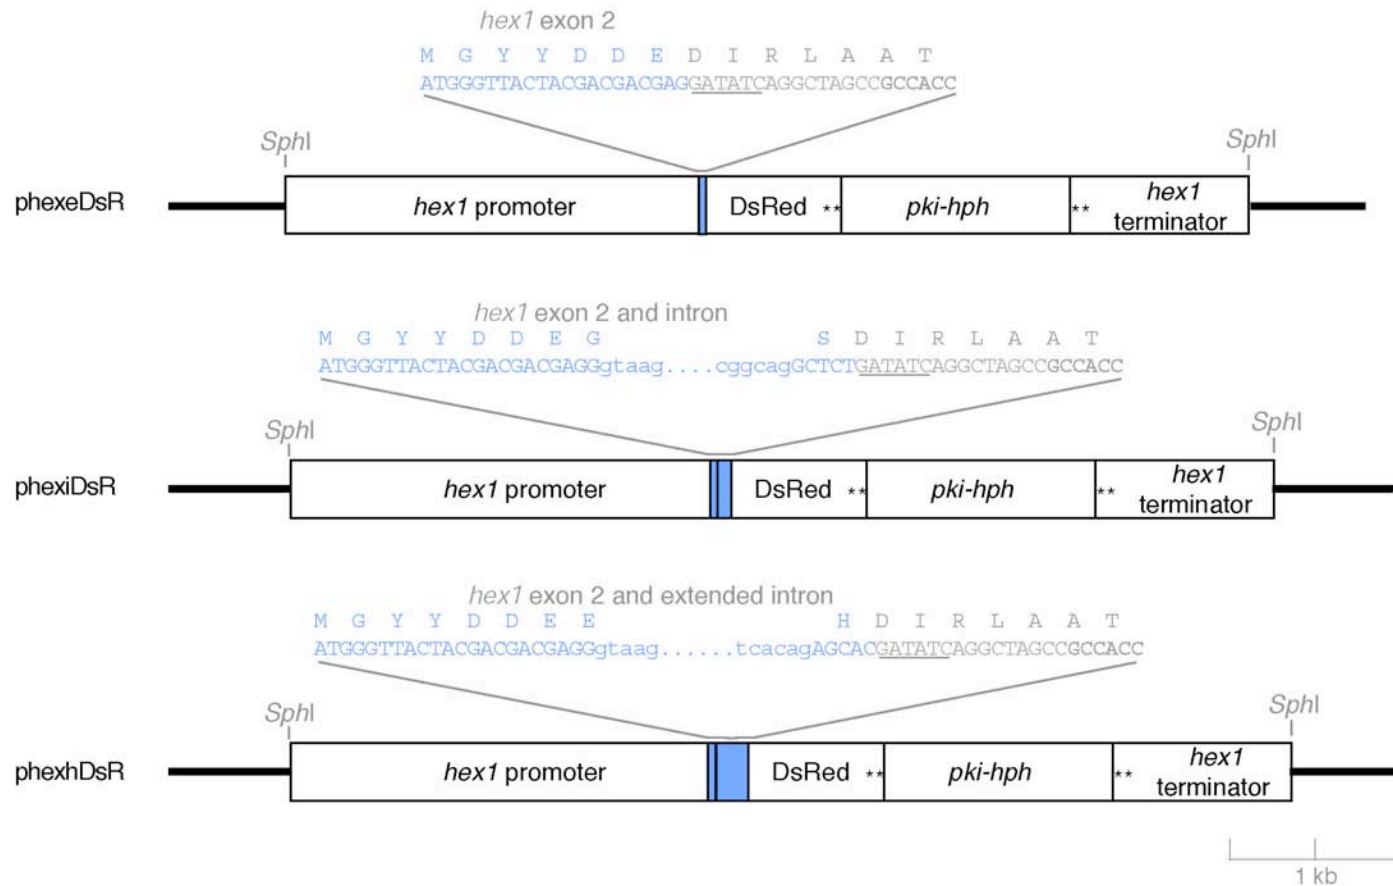 hex1 exon 2
M G Y Y D D E D I R L A A T
ATGGGTTACTACGACGACGAGGATATCAGGCTAGCCGCCACC
SphI SphI
phexeDsR hex1 promoter DsRed ** pki-hph ** hex1 terminator
hex1 exon 2 and intron
M G Y Y D D E G S D I R L A A T
ATGGGTTACTACGACGACGAGGgtaag....cggcagGCTCTGATATCAGGCTAGCCGCCACC
SphI SphI
phexiDsR hex1 promoter DsRed ** pki-hph ** hex1 terminator
hex1 exon 2 and extended intron
M G Y Y D D E E H D I R L A A T
ATGGGTTACTACGACGACGAGGgtaag......tcacagAGCACGATATCAGGCTAGCCGCCACC
SphI SphI
phexhDsR hex1 promoter DsRed ** pki-hph ** hex1 terminator
1 kb